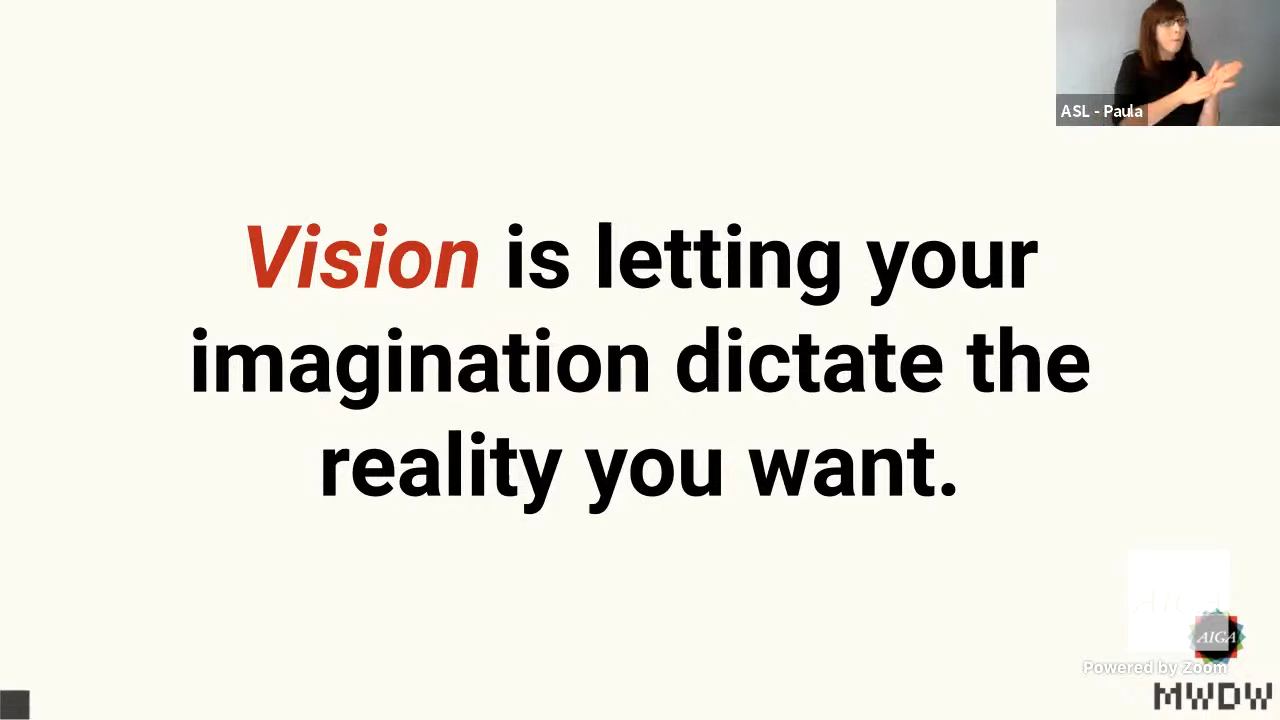 ASL - Paula
Vision is letting your
imagination dictate the
reality you want.
AIGA
Powered by Zoom
MWDW